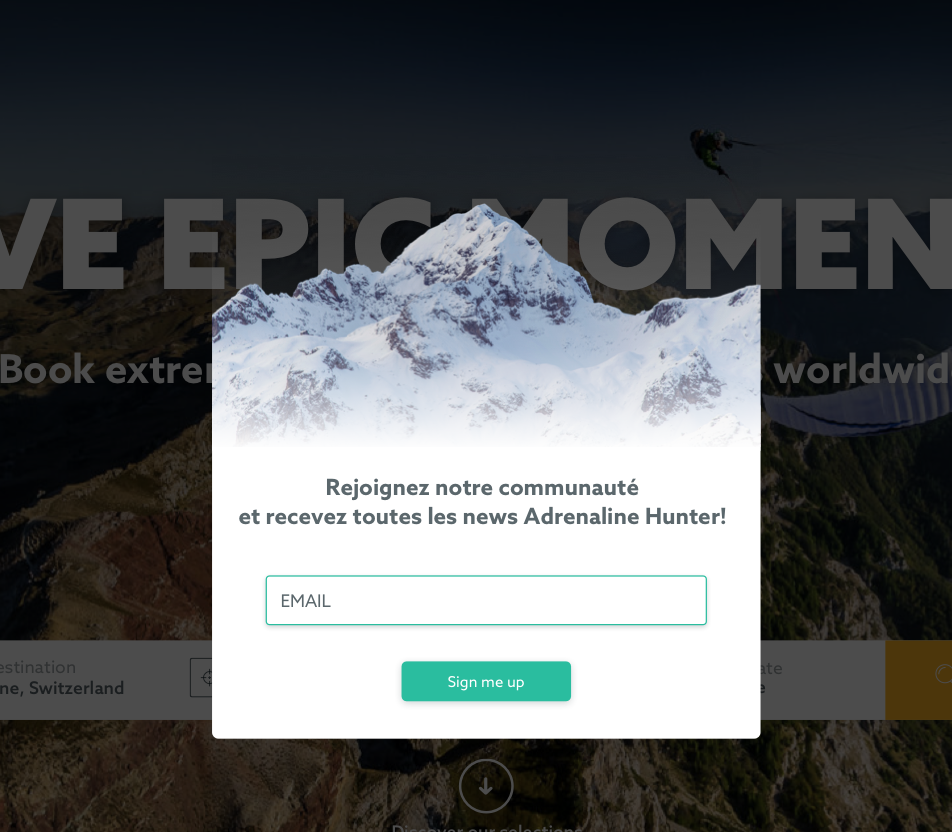 VE EPIC MOMEN
Book extre
worldwid
Rejoignez notre communauté
et recevez toutes les news Adrenaline Hunter!
EMAIL
Sign me up
estination
ne, Switzerland
ate
e
Discover our selections